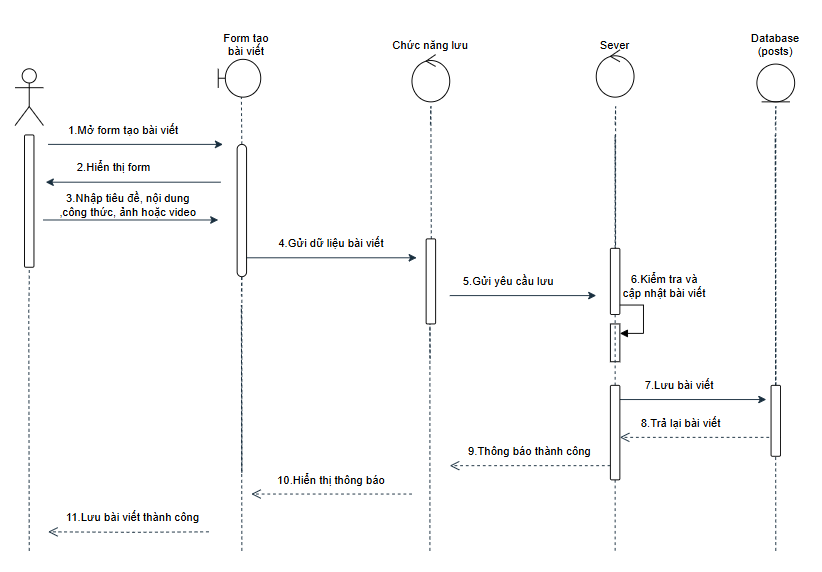 Form tạo
bài viết
Chức năng lưu
Sever
Database
(posts)
1.Mở form tạo bài viết
2.Hiển thị form
3.Nhập tiêu đề, nội dung
,công thức, ảnh hoặc video
4.Gửi dữ liệu bài viết
5.Gửi yêu cầu lưu
6.Kiểm tra và
cập nhật bài viết
7.Lưu bài viết
8.Trả lại bài viết
9.Thông báo thành công
10.Hiển thị thông báo
11.Lưu bài viết thành công